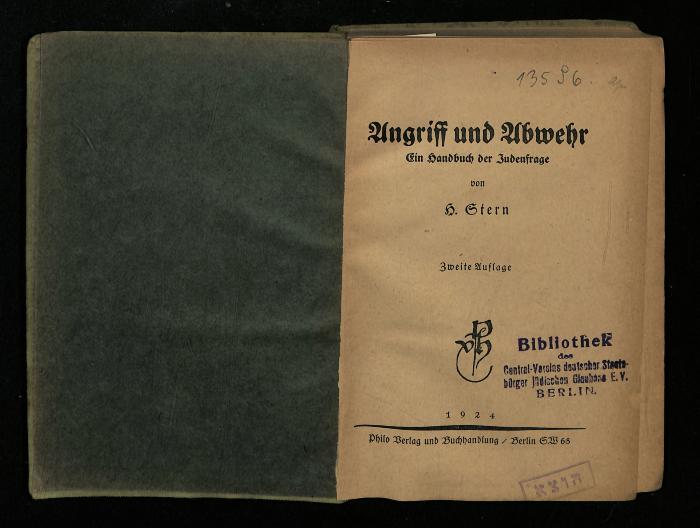 13596.
Angriff und Abwehr
Ein Handbuch der Judenfrage
von
H. Stern
Zweite Auflage
Bibliothek
des
Central-Vereins deutscher Staats-
bürger jüdischen Glaubens E. V.
BERLIN.
1924
Philo Verlag und Buchhandlung / Berlin SW 68